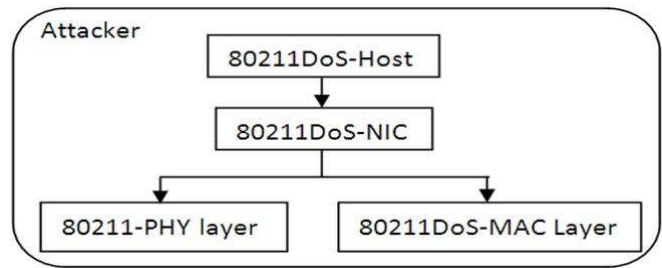 Attacker
80211DoS-Host
80211DoS-NIC
80211-PHY layer
80211DoS-MAC Layer